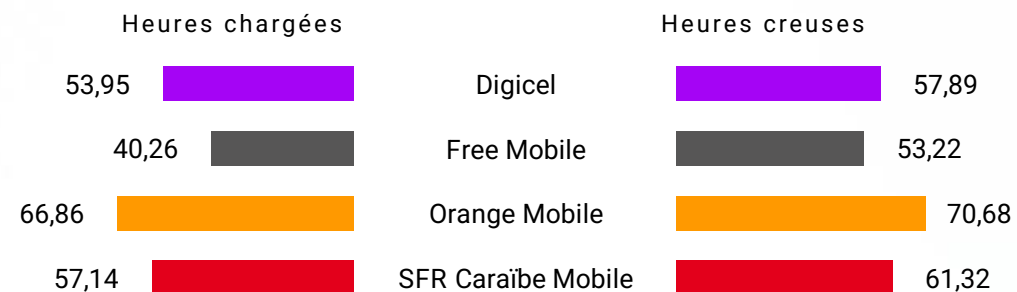 Heures chargées Heures creuses
53,95 Digicel 57,89
40,26 Free Mobile 53,22
66,86 Orange Mobile 70,68
57,14 SFR Caraïbe Mobile 61,32